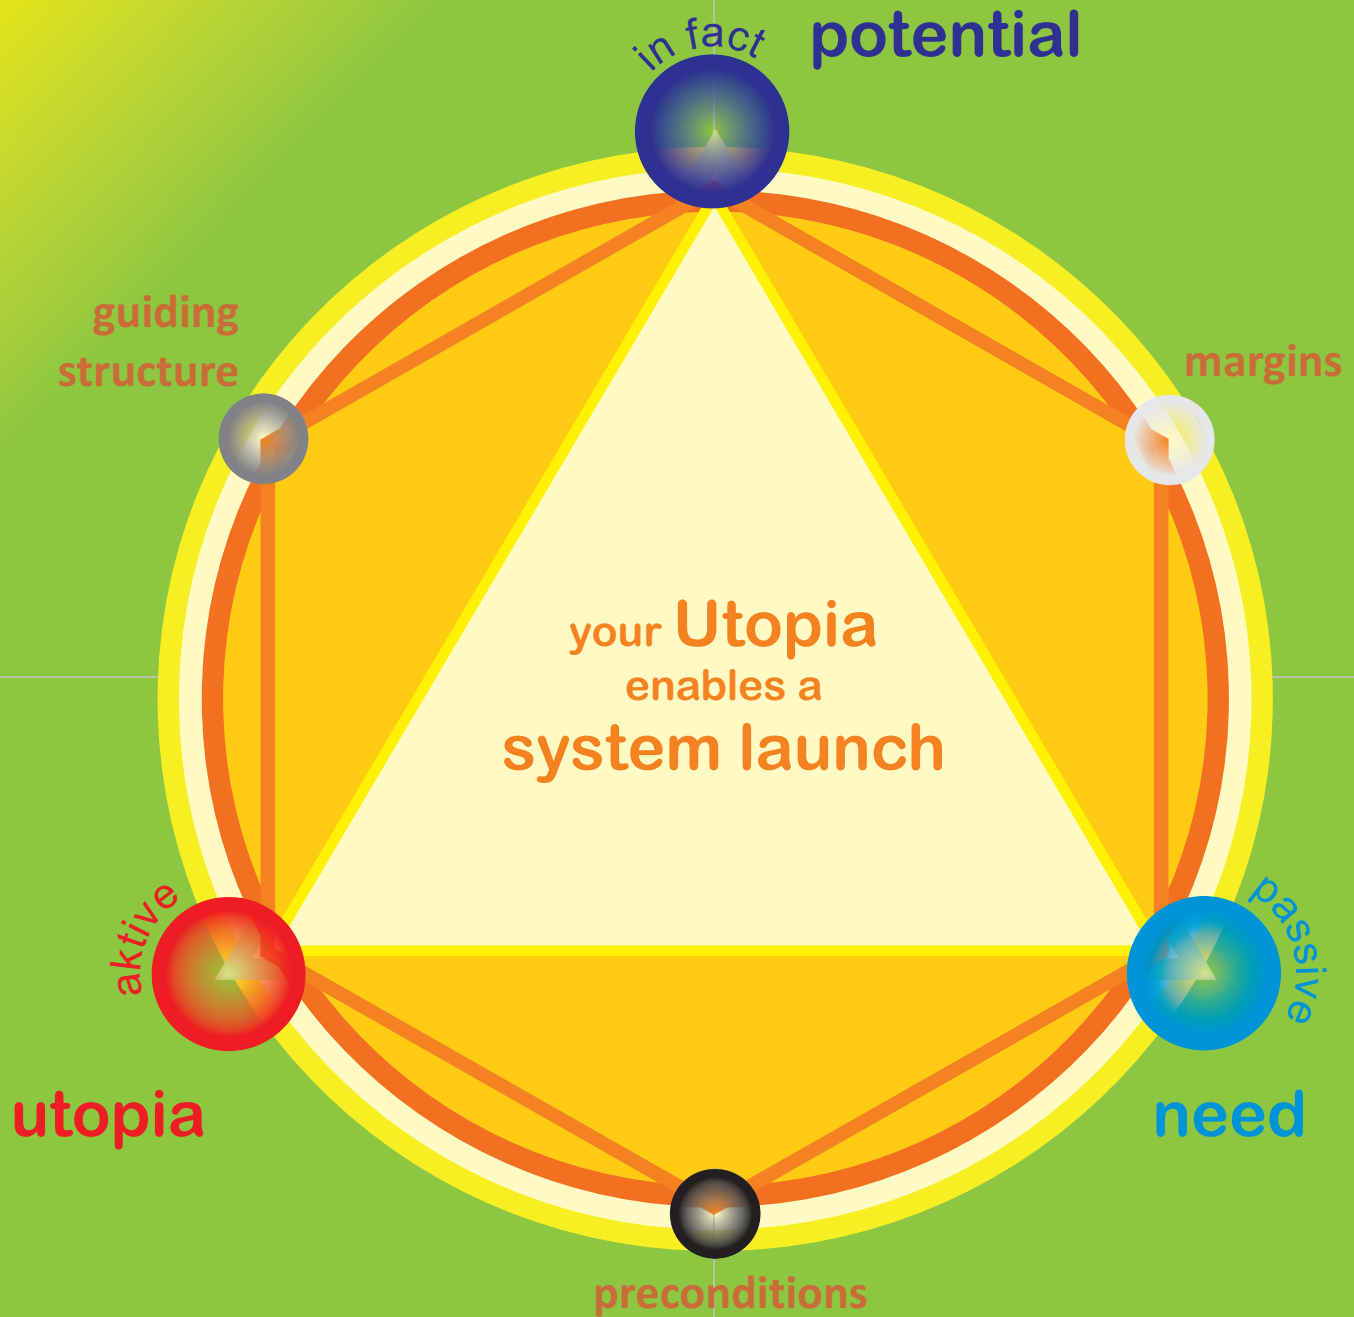 in fact
potential
guiding
structure
margins
your Utopia
enables a
system launch
aktive
passive
utopia
need
preconditions